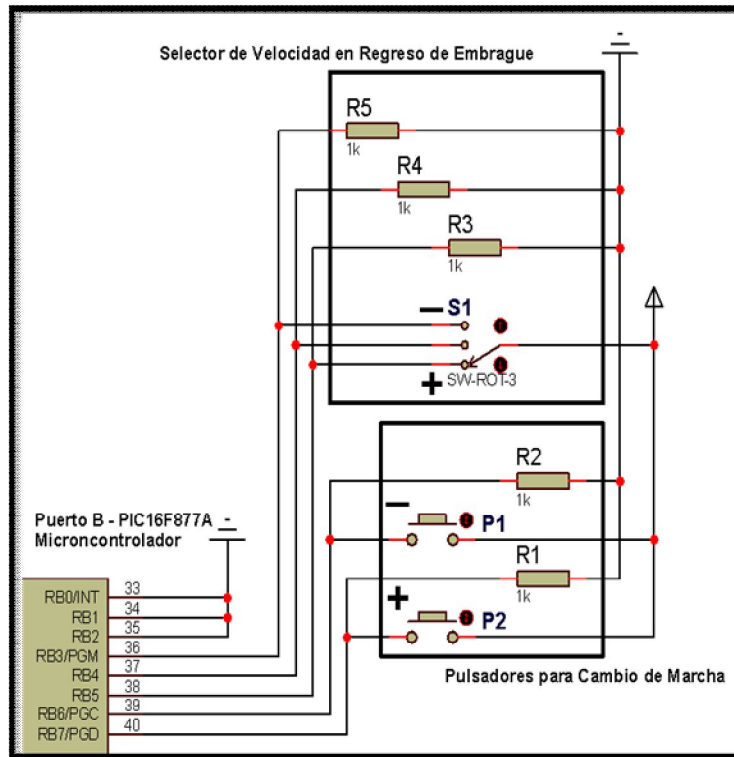 Selector de Velocidad en Regreso de Embrague
R5
1k
R4
1k
R3
1k
S1
SW-ROT-3
R2
1k
P1
R1
1k
P2
Pulsadores para Cambio de Marcha
Puerto B - PIC16F877A
Microncontrolador
RB0/INT 33
RB1 34
RB2 35
RB3/PGM 36
RB4 37
RB5 38
RB6/PGC 39
RB7/PGD 40